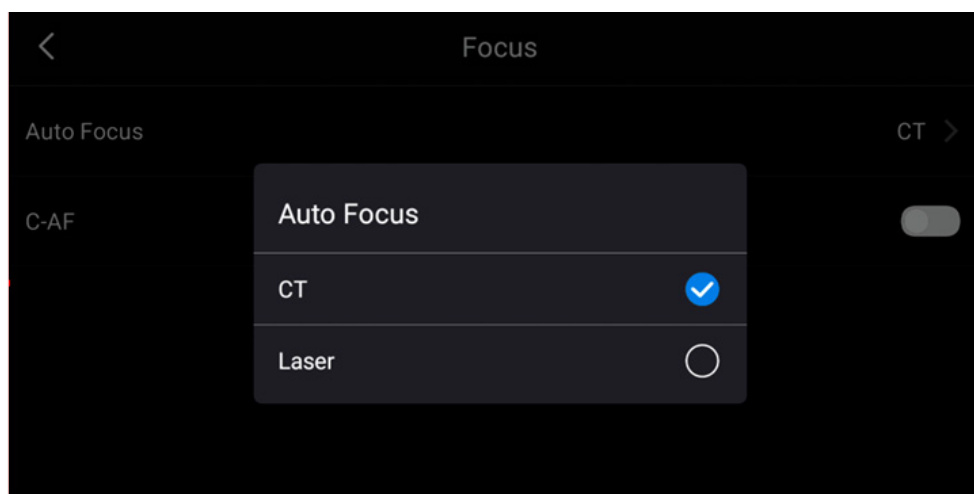 Focus
Auto Focus CT
C-AF
Auto Focus
CT
Laser